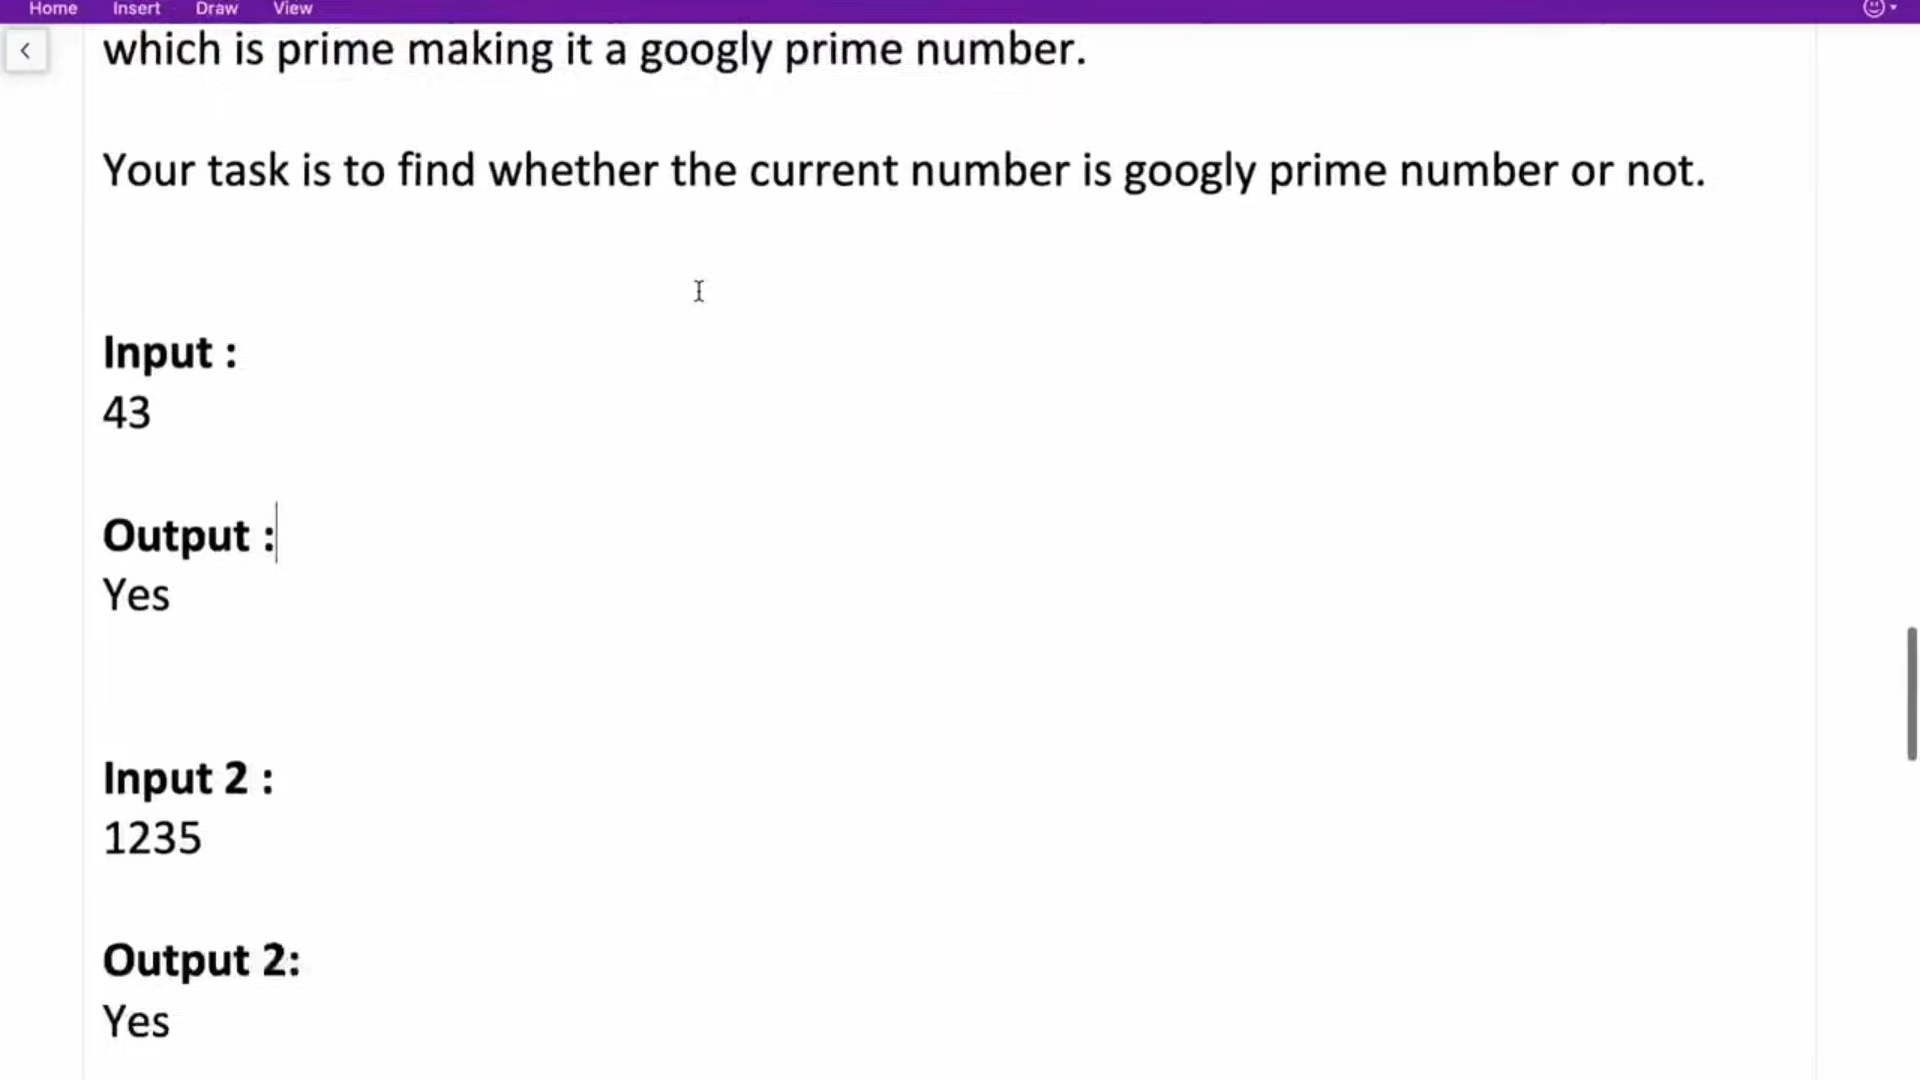 Home Insert Draw View
which is prime making it a googly prime number.
Your task is to find whether the current number is googly prime number or not.
Input :
43
Output :
Yes
Input 2 :
1235
Output 2:
Yes